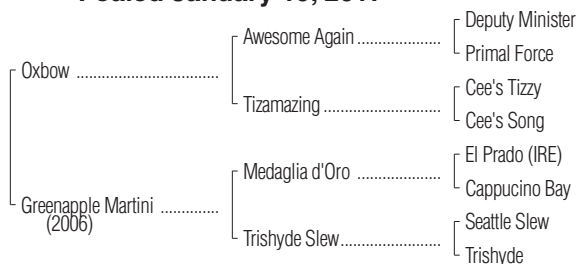 Deputy Minister
Awesome Again
Primal Force
Oxbow
Cee's Tizzy
Tizamazing
Cee's Song
El Prado (IRE)
Medaglia d'Oro
Cappucino Bay
Greenapple Martini
(2006)
Seattle Slew
Trishyde Slew
Trishyde